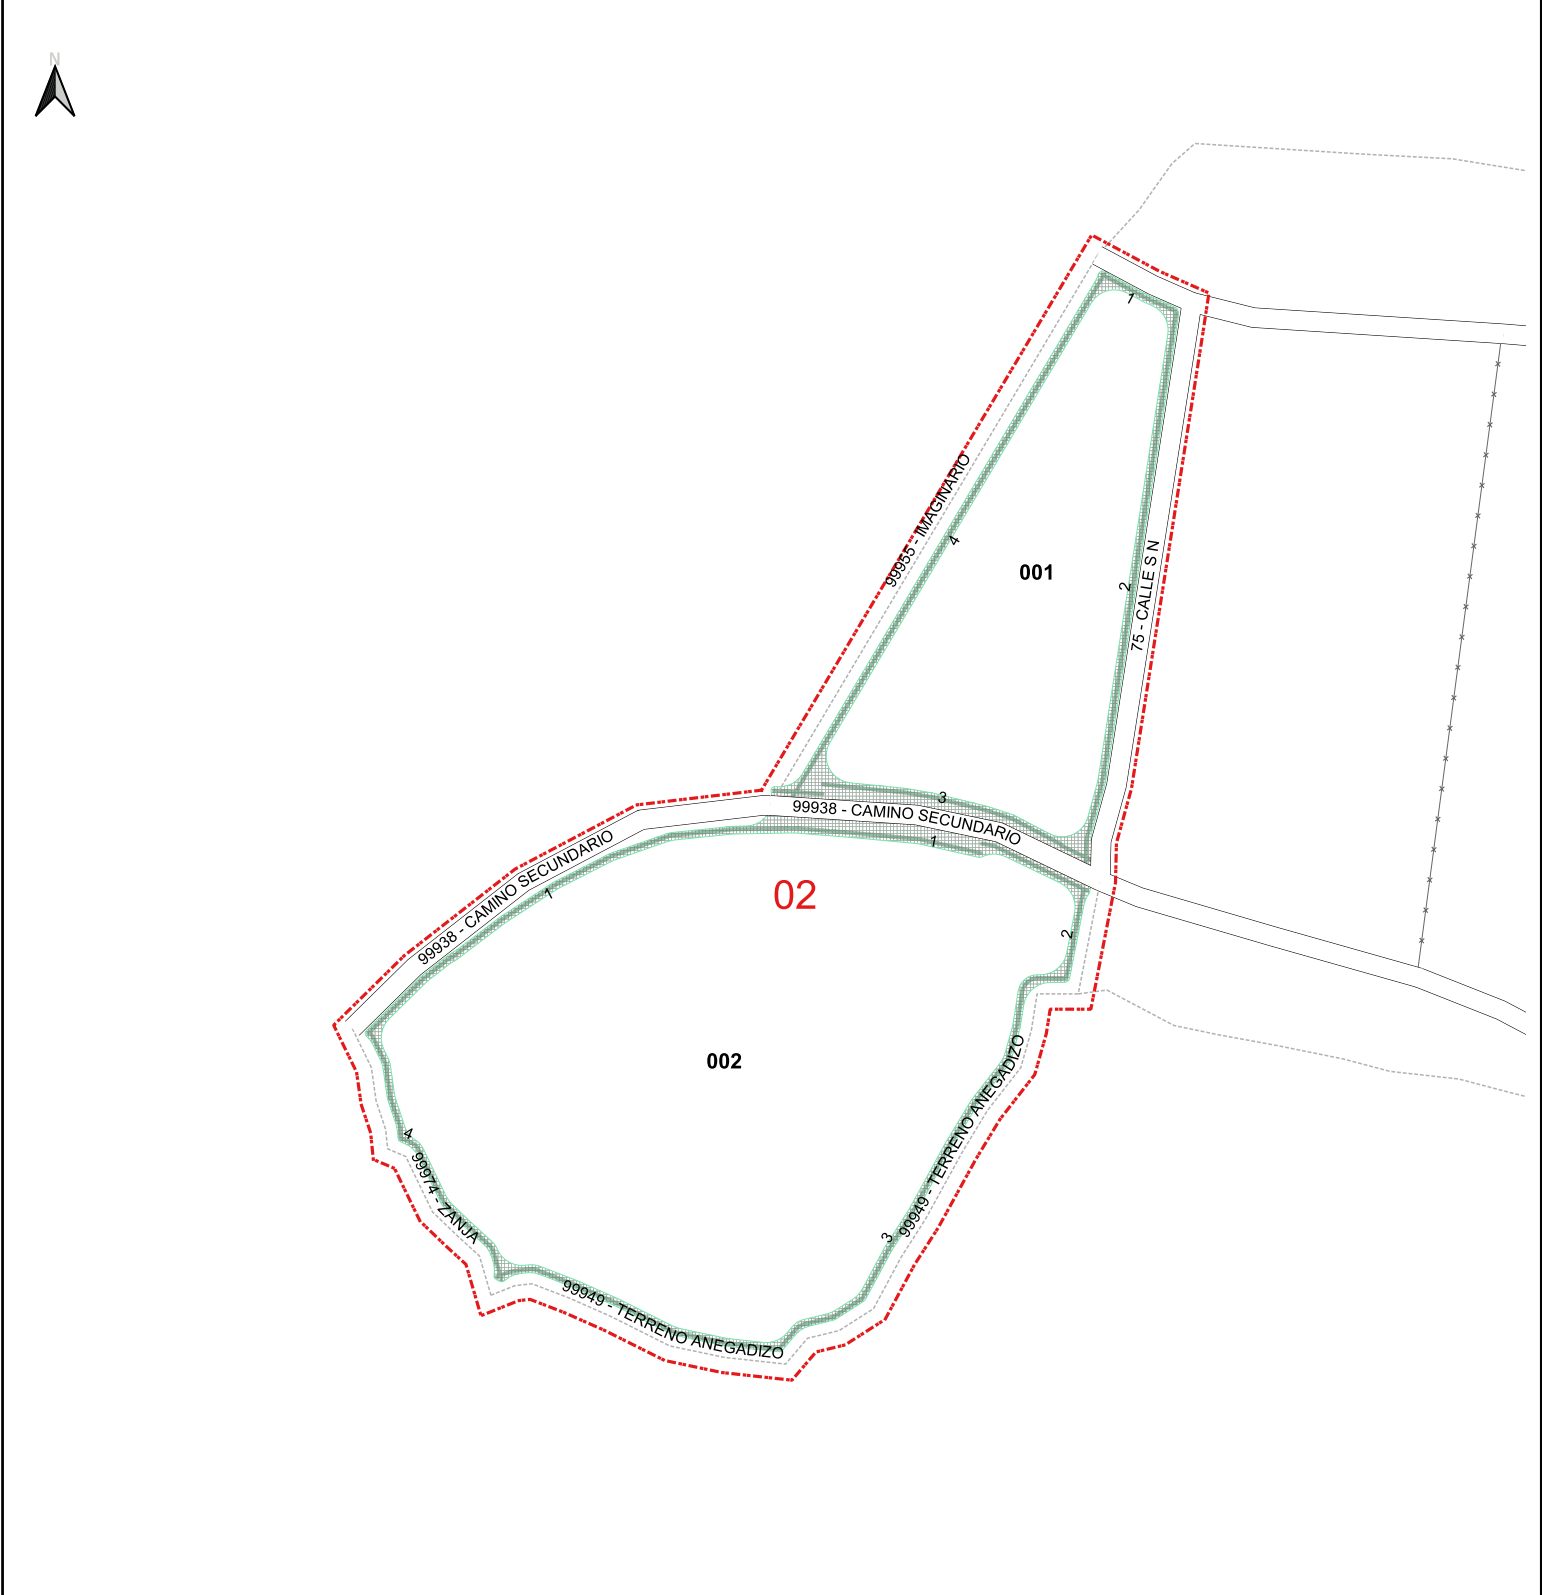 N
1
99955 - IMAGINARIO
4
001
2
75 - CALLE S N
3
99938 - CAMINO SECUNDARIO
1
99938 - CAMINO SECUNDARIO
1
02
2
002
4
99974 - ZANJA
99949 - TERRENO ANEGADIZO
3
99949 - TERRENO ANEGADIZO